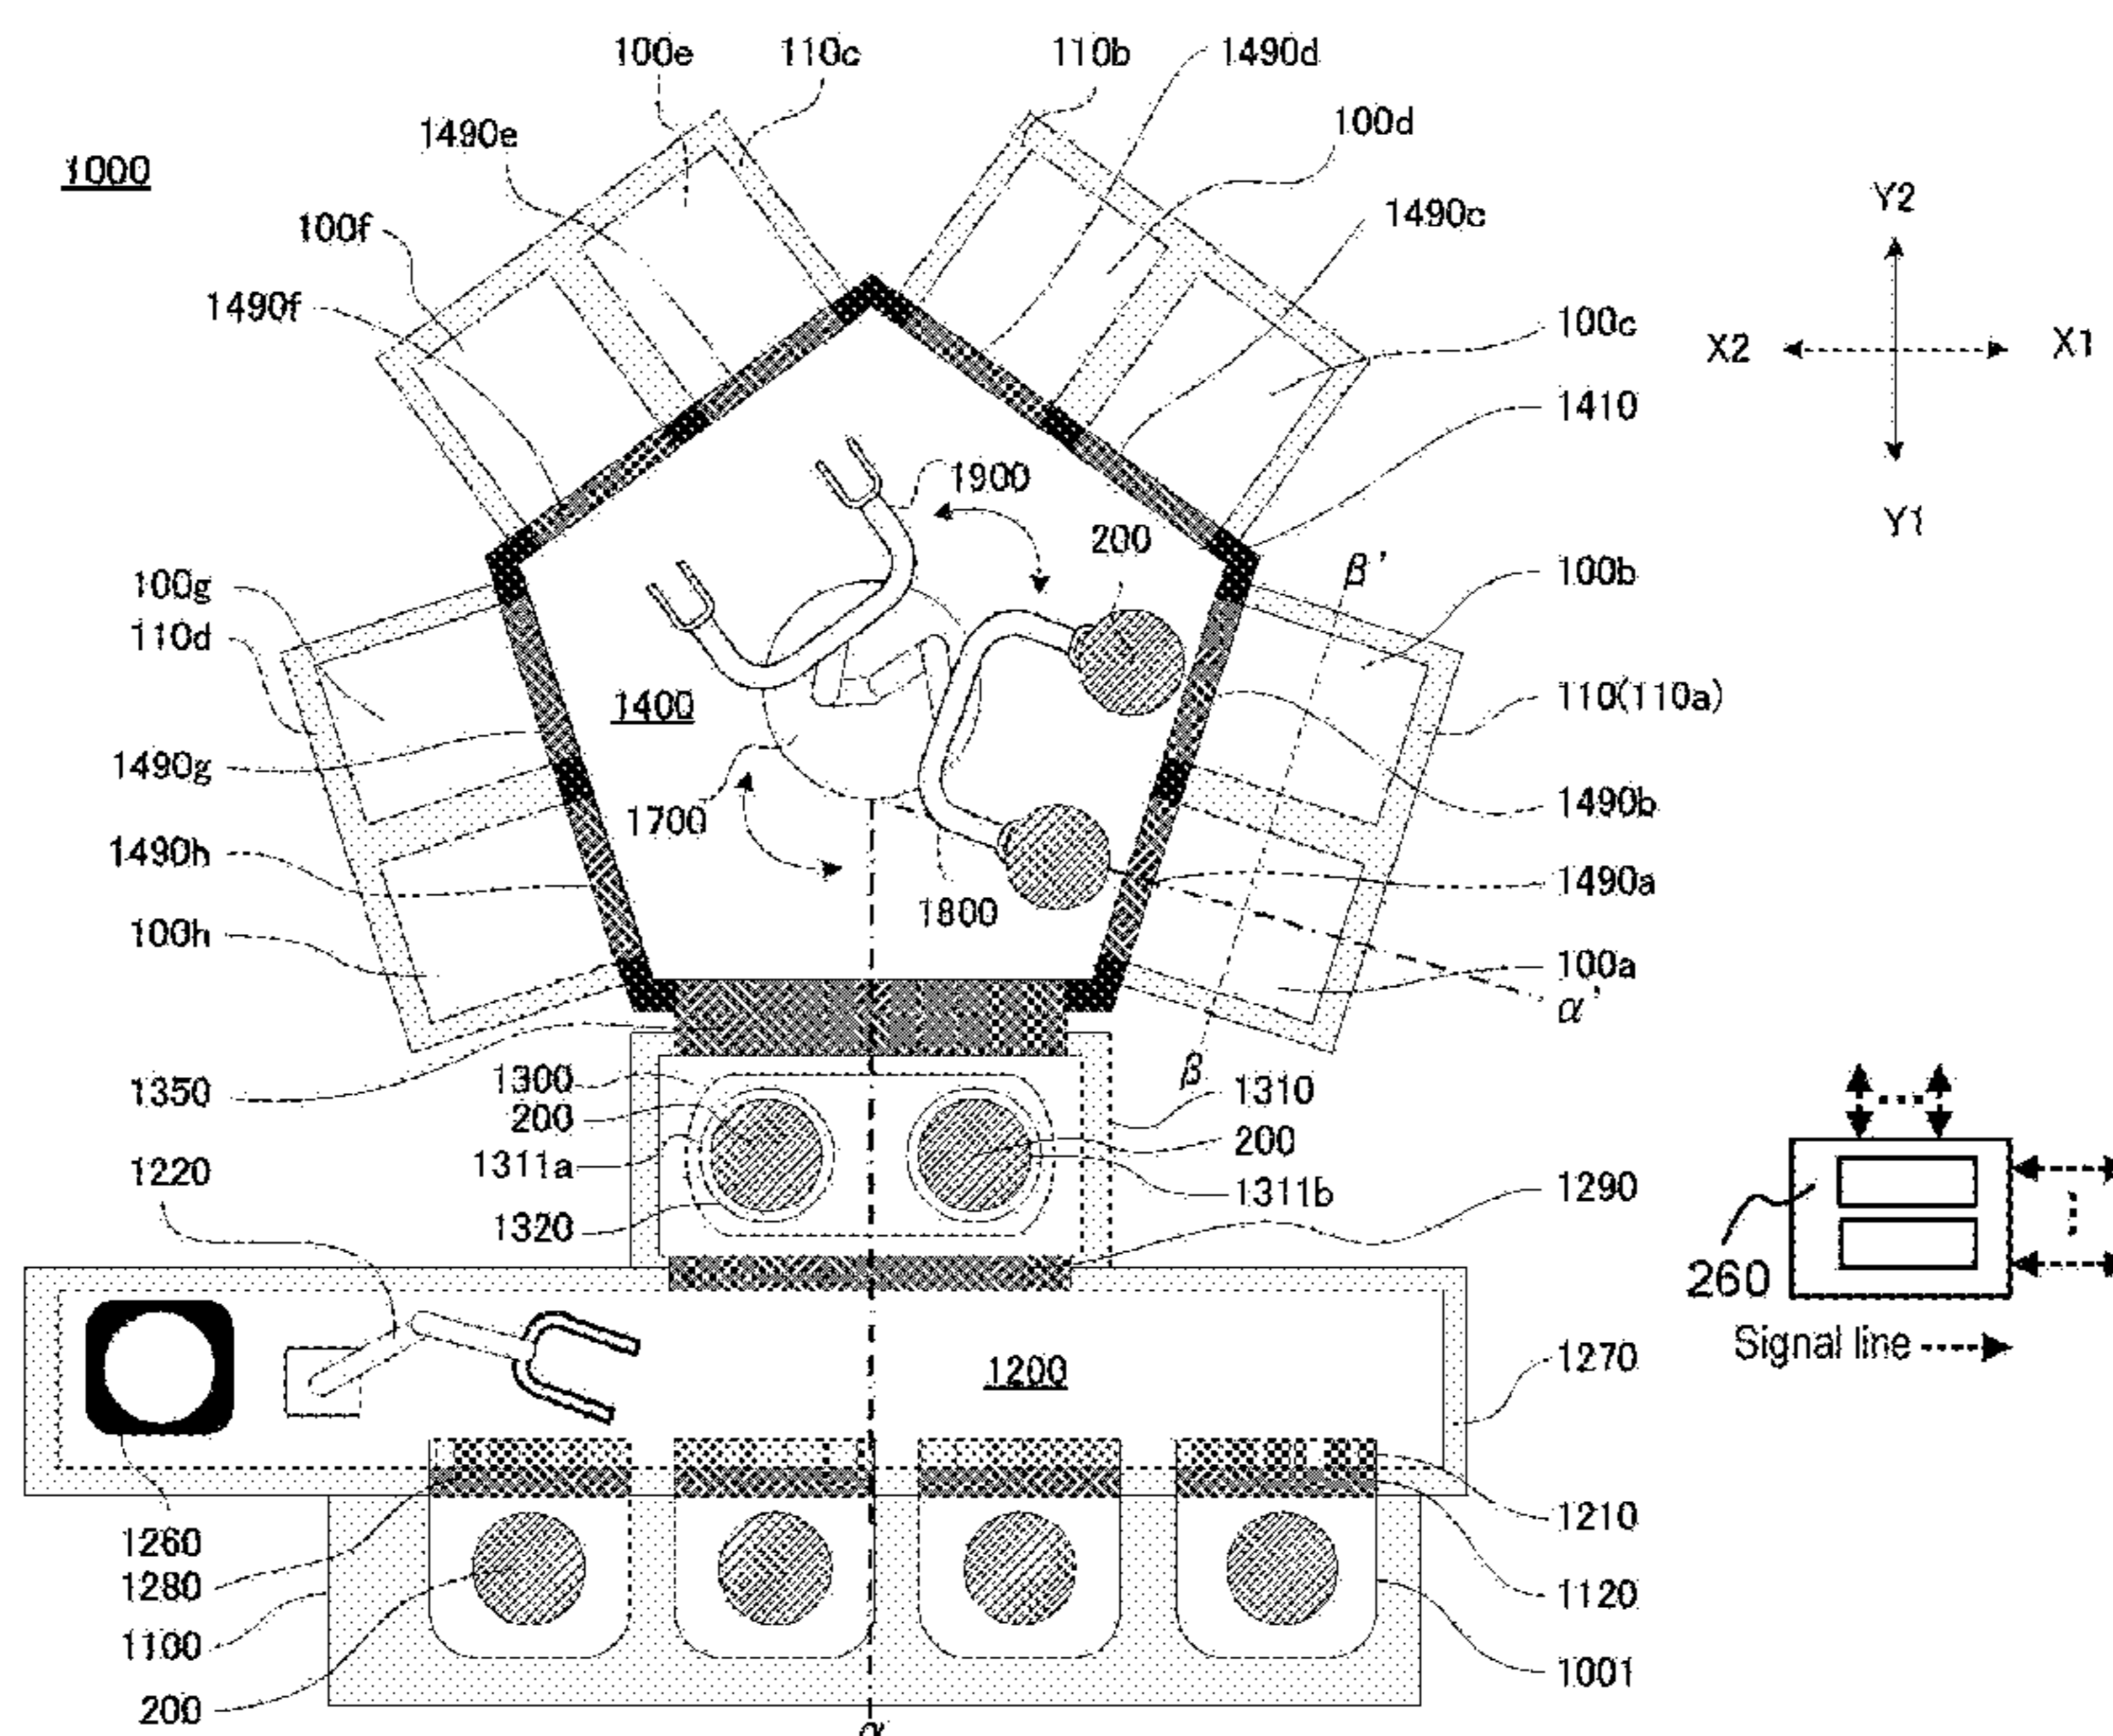 1000
100e
110c
110b
1490d
1490e
100d
100f
1490c
1490f
100c
1410
Y2
X2
X1
Y1
1900
200
β'
100b
100g
110d
110(110a)
1400
1490g
1700
1490b
1490h
1490a
1800
100h
100a
α'
β
1350
1300
200
1311a
1320
1310
200
1311b
1290
1220
260
Signal line
1200
1270
1260
1280
1100
200
1210
1120
1001
α